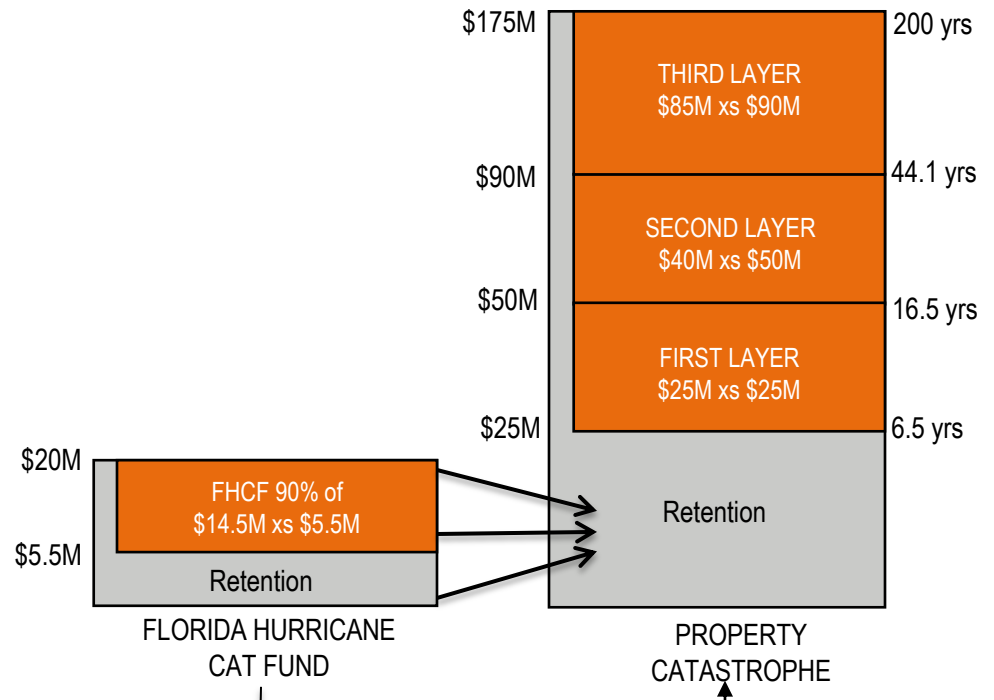 $175M
200 yrs
THIRD LAYER
$85M xs $90M
$90M
44.1 yrs
SECOND LAYER
$40M xs $50M
$50M
16.5 yrs
FIRST LAYER
$25M xs $25M
$25M
6.5 yrs
$20M
FHCF 90% of
$14.5M xs $5.5M
$5.5M
Retention
Retention
FLORIDA HURRICANE
CAT FUND
PROPERTY
CATASTROPHE